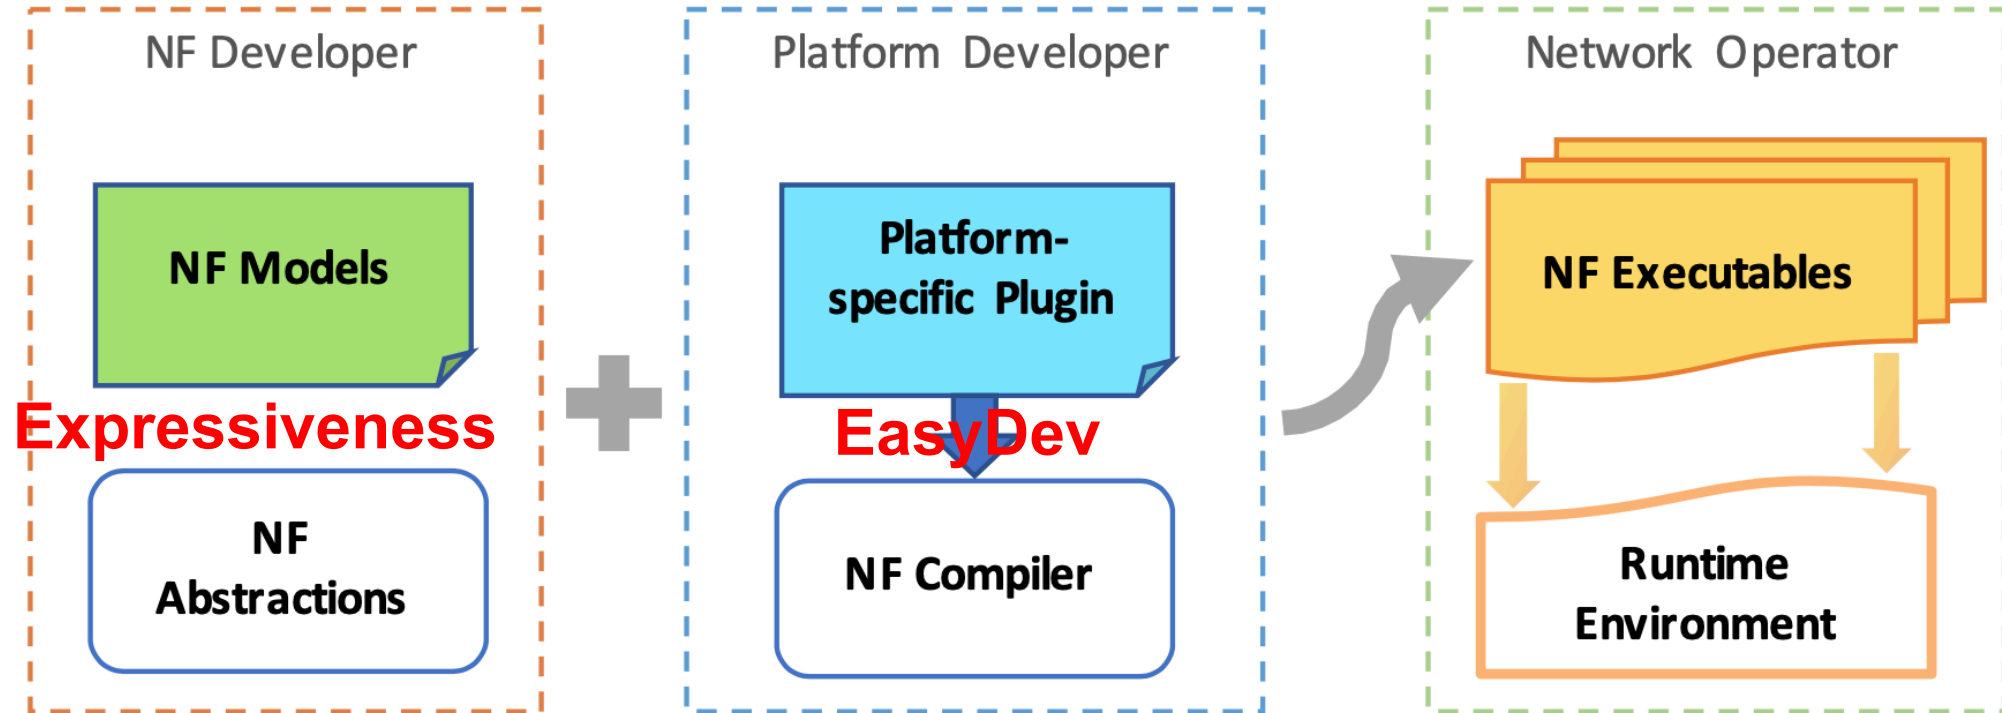 NF Developer
NF Models
Expressiveness
NF
Abstractions
Platform Developer
Platform-
specific Plugin
EasyDev
NF Compiler
Network Operator
NF Executables
Runtime
Environment